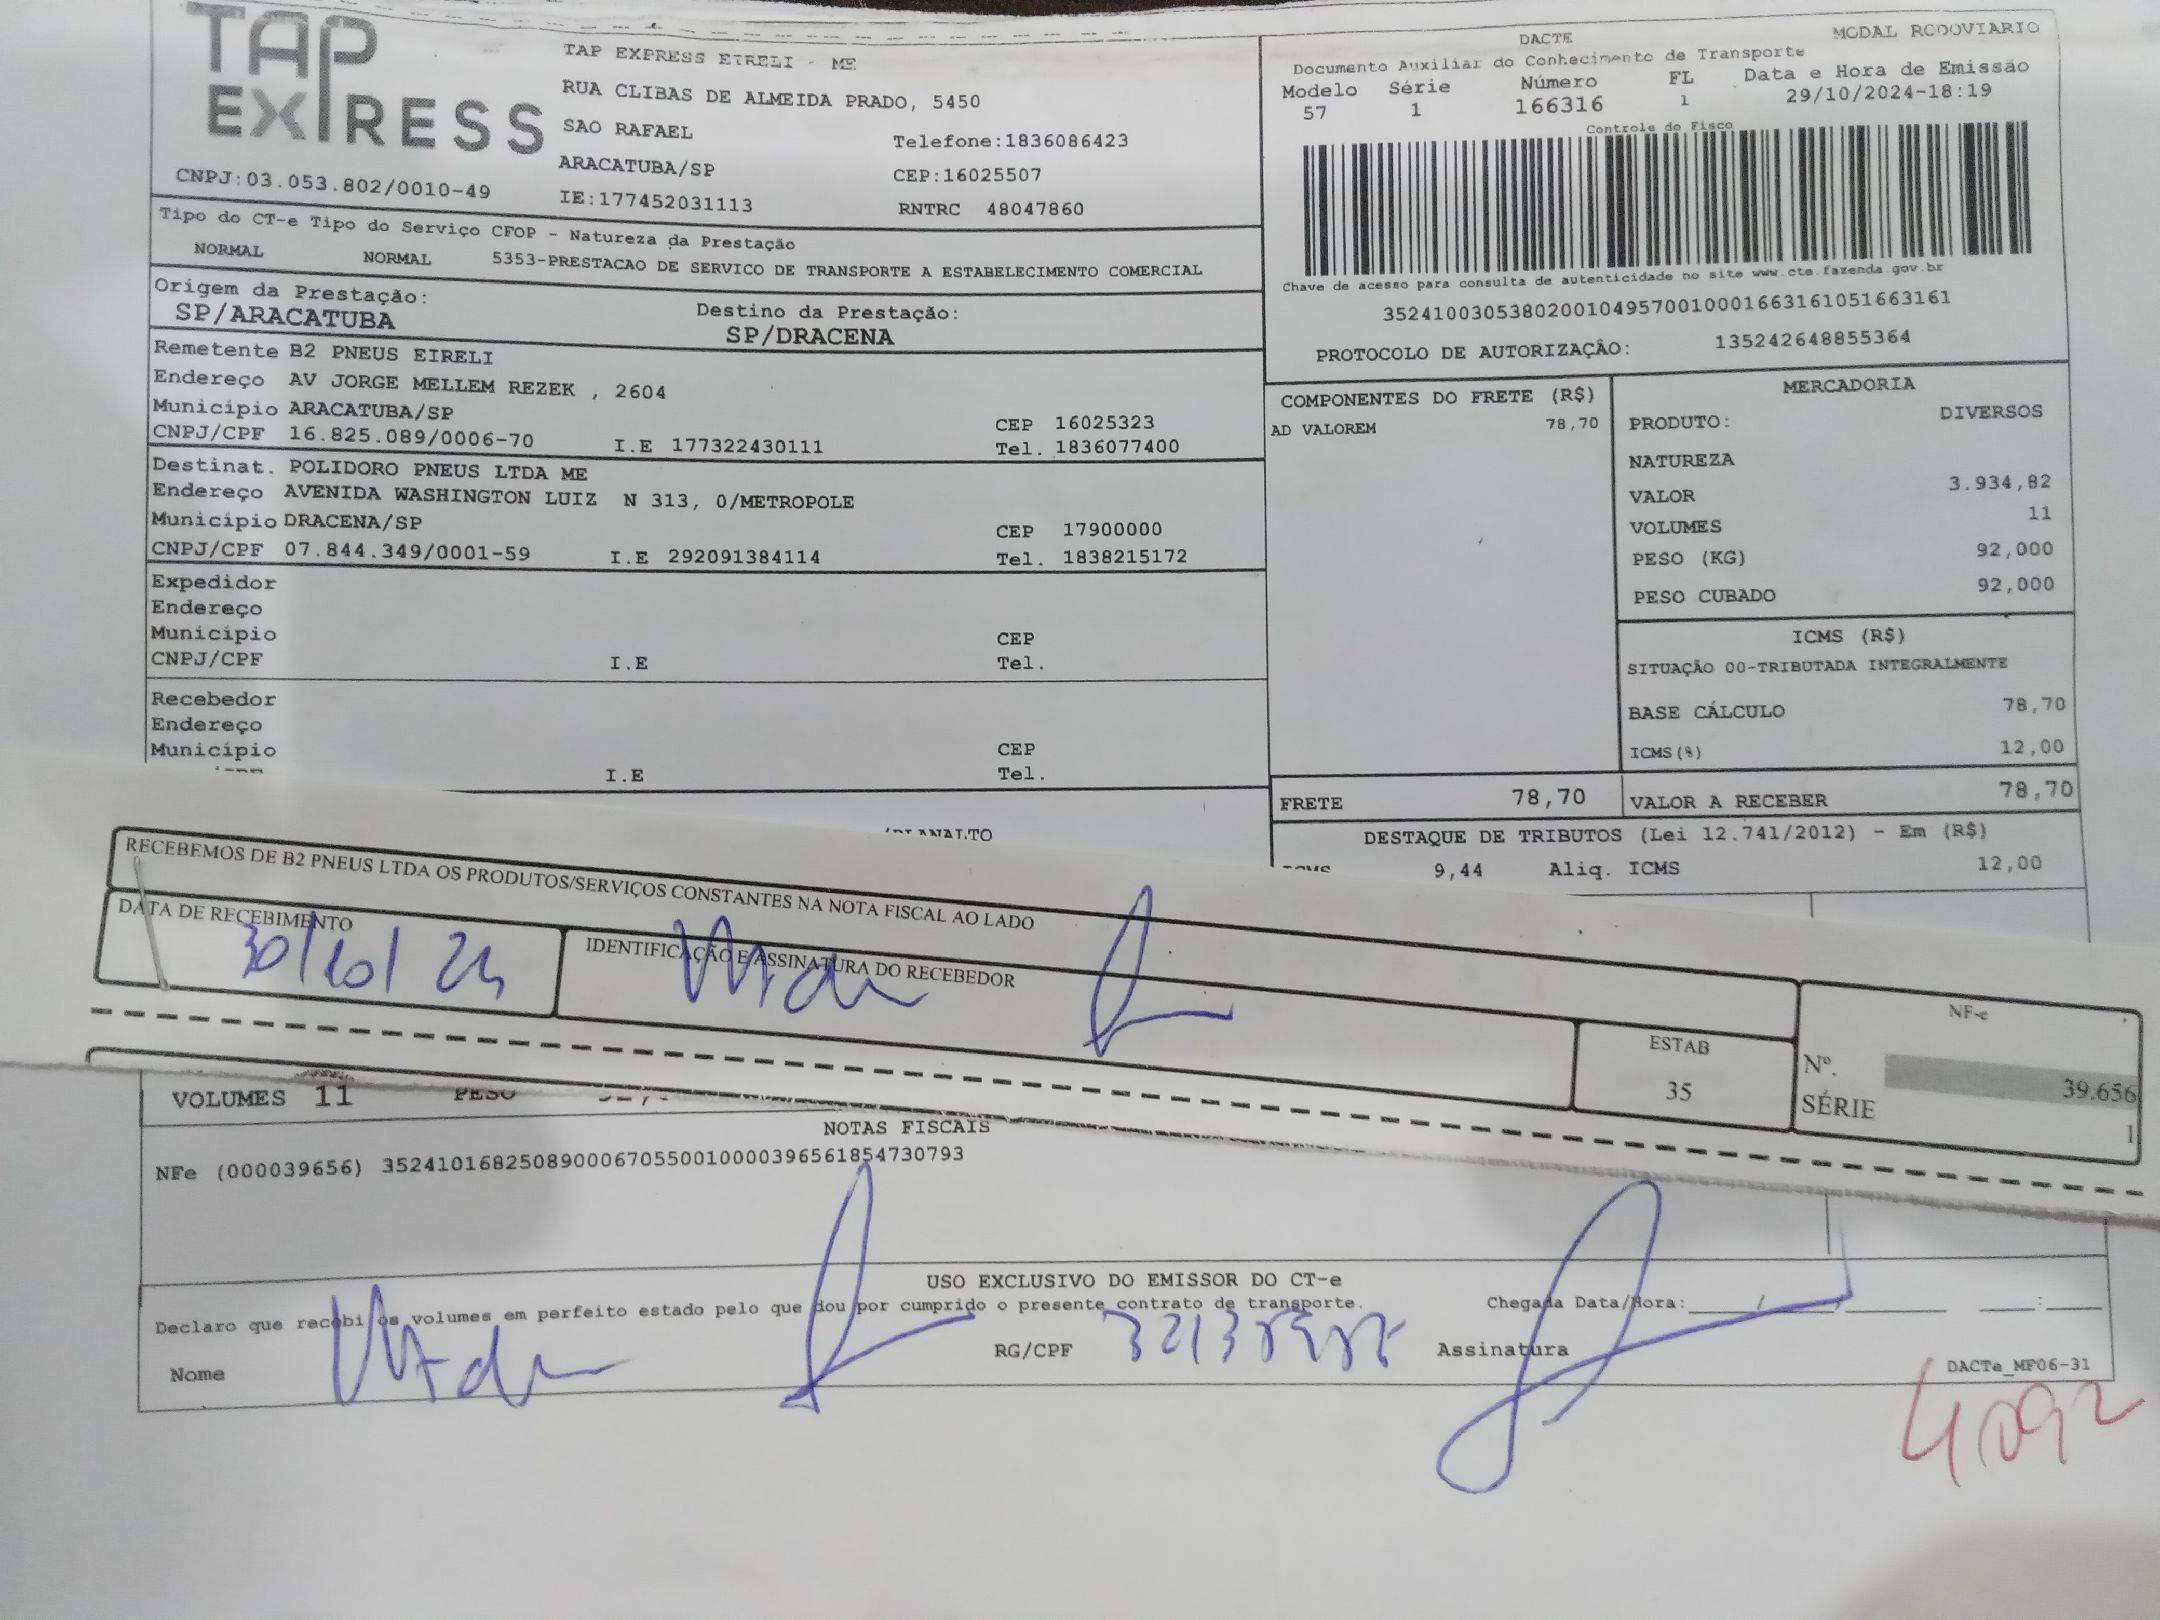 TAP EXPRESS
CNPJ:03.053.802/0010-49
TAP EXPRESS EIRELI - ME
RUA CLIBAS DE ALMEIDA PRADO, 5450
SAO RAFAEL
Telefone:1836086423
ARACATUBA/SP
CEP:16025507
IE:177452031113
RNTRC 48047860
DACTE
MODAL RODOVIARIO
Documento Auxiliar do Conhecimento de Transporte
Modelo Série Número FL Data e Hora de Emissão
57 1 166316 1 29/10/2024-18:19
Controle do Fisco
Chave de acesso para consulta de autenticidade no site www.cte.fazenda.gov.br
35241003053802001049570010001663161051663161
PROTOCOLO DE AUTORIZAÇÃO: 135242648855364
Tipo do CT-e Tipo do Serviço CFOP - Natureza da Prestação
NORMAL NORMAL 5353-PRESTACAO DE SERVICO DE TRANSPORTE A ESTABELECIMENTO COMERCIAL
Origem da Prestação: Destino da Prestação:
SP/ARACATUBA SP/DRACENA
Remetente B2 PNEUS EIRELI
Endereço AV JORGE MELLEM REZEK , 2604
Município ARACATUBA/SP CEP 16025323
CNPJ/CPF 16.825.089/0006-70 I.E 177322430111 Tel. 1836077400
Destinat. POLIDORO PNEUS LTDA ME
Endereço AVENIDA WASHINGTON LUIZ N 313, 0/METROPOLE
Município DRACENA/SP CEP 17900000
CNPJ/CPF 07.844.349/0001-59 I.E 292091384114 Tel. 1838215172
Expedidor
Endereço
Município CEP
CNPJ/CPF I.E Tel.
Recebedor
Endereço
Município CEP
I.E Tel.
COMPONENTES DO FRETE (R$)
AD VALOREM 78,70
MERCADORIA
PRODUTO: DIVERSOS
NATUREZA
VALOR 3.934,82
VOLUMES 11
PESO (KG) 92,000
PESO CUBADO 92,000
ICMS (R$)
SITUAÇÃO 00-TRIBUTADA INTEGRALMENTE
BASE CÁLCULO 78,70
ICMS(%) 12,00
FRETE 78,70 VALOR A RECEBER 78,70
DESTAQUE DE TRIBUTOS (Lei 12.741/2012) - Em (R$)
9,44 Aliq. ICMS 12,00
RECEBEMOS DE B2 PNEUS LTDA OS PRODUTOS/SERVIÇOS CONSTANTES NA NOTA FISCAL AO LADO
DATA DE RECEBIMENTO
30/10/24
IDENTIFICAÇÃO E ASSINATURA DO RECEBEDOR
ESTAB
35
NF-e
Nº. 39.656
SÉRIE 1
VOLUMES 11 PESO
NOTAS FISCAIS
NFe (000039656) 35241016825089000670550010000396561854730793
USO EXCLUSIVO DO EMISSOR DO CT-e
Declaro que recebi os volumes em perfeito estado pelo que dou por cumprido o presente contrato de transporte. Chegada Data/Hora:
Nome RG/CPF Assinatura
DACTe_MF06-31